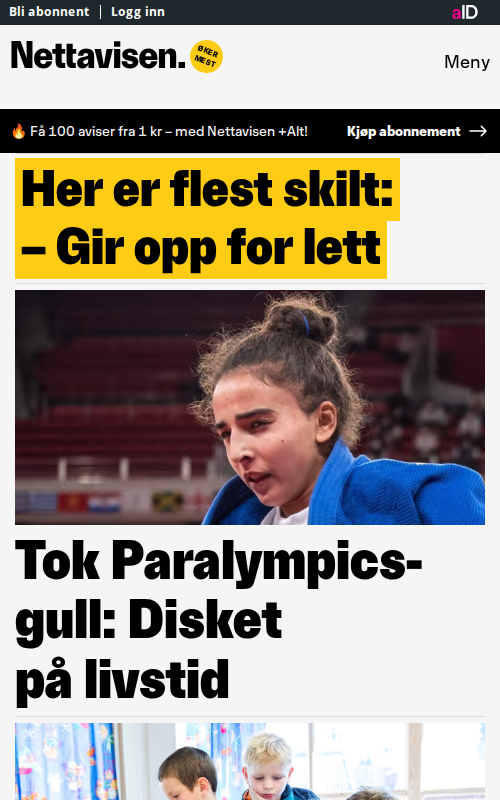 Bli abonnent | Logg inn
aID
Nettavisen.
ØKER
MEST
Meny
🔥 Få 100 aviser fra 1 kr – med Nettavisen +Alt!
Kjøp abonnement →
Her er flest skilt:
– Gir opp for lett
Tok Paralympics-
gull: Disket
på livstid